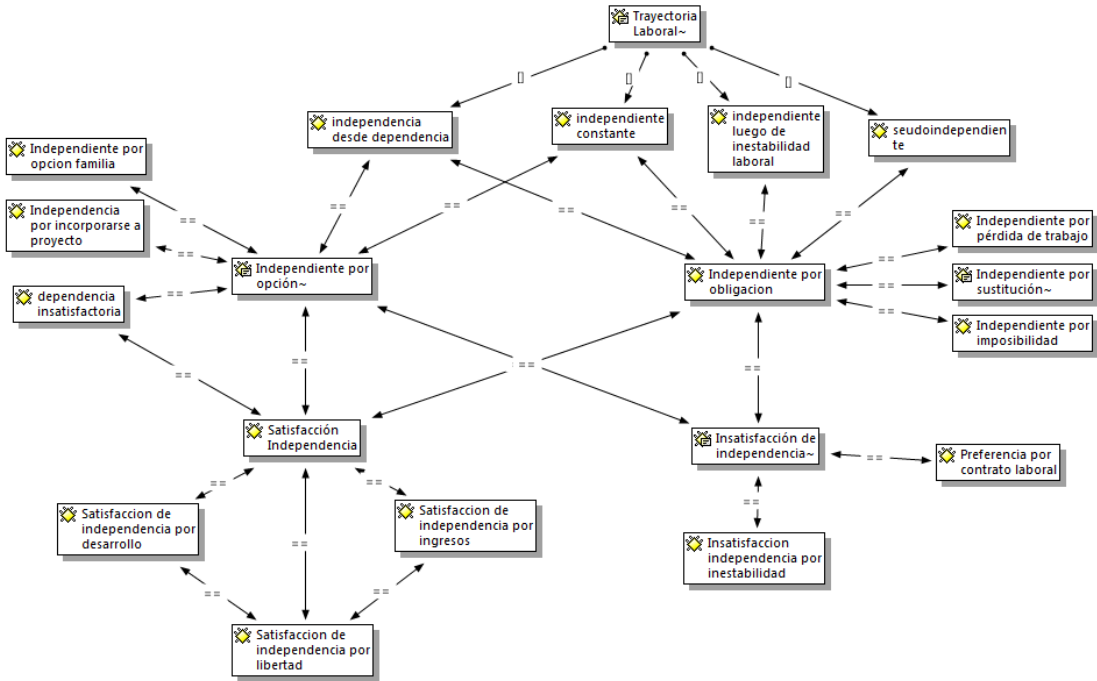 Trayectoria
Laboral~
[]
[]
[]
[]
independencia
desde dependencia
independiente
constante
independiente
luego de
inestabilidad
laboral
seudoindependie
nte
Independiente por
opcion familia
Independencia
por incorporarse a
proyecto
dependencia
insatisfactoria
==
==
==
==
==
==
==
==
==
Independiente por
opción~
Independiente por
obligacion
==
==
==
Independiente por
pérdida de trabajo
Independiente por
sustitución~
Independiente por
imposibilidad
==
==
==
==
Satisfacción
Independencia
Insatisfacción de
independencia~
==
Preferencia por
contrato laboral
==
==
==
==
Satisfaccion de
independencia por
desarrollo
Satisfaccion de
independencia por
ingresos
Insatisfaccion
independencia por
inestabilidad
==
==
Satisfaccion de
independencia por
libertad